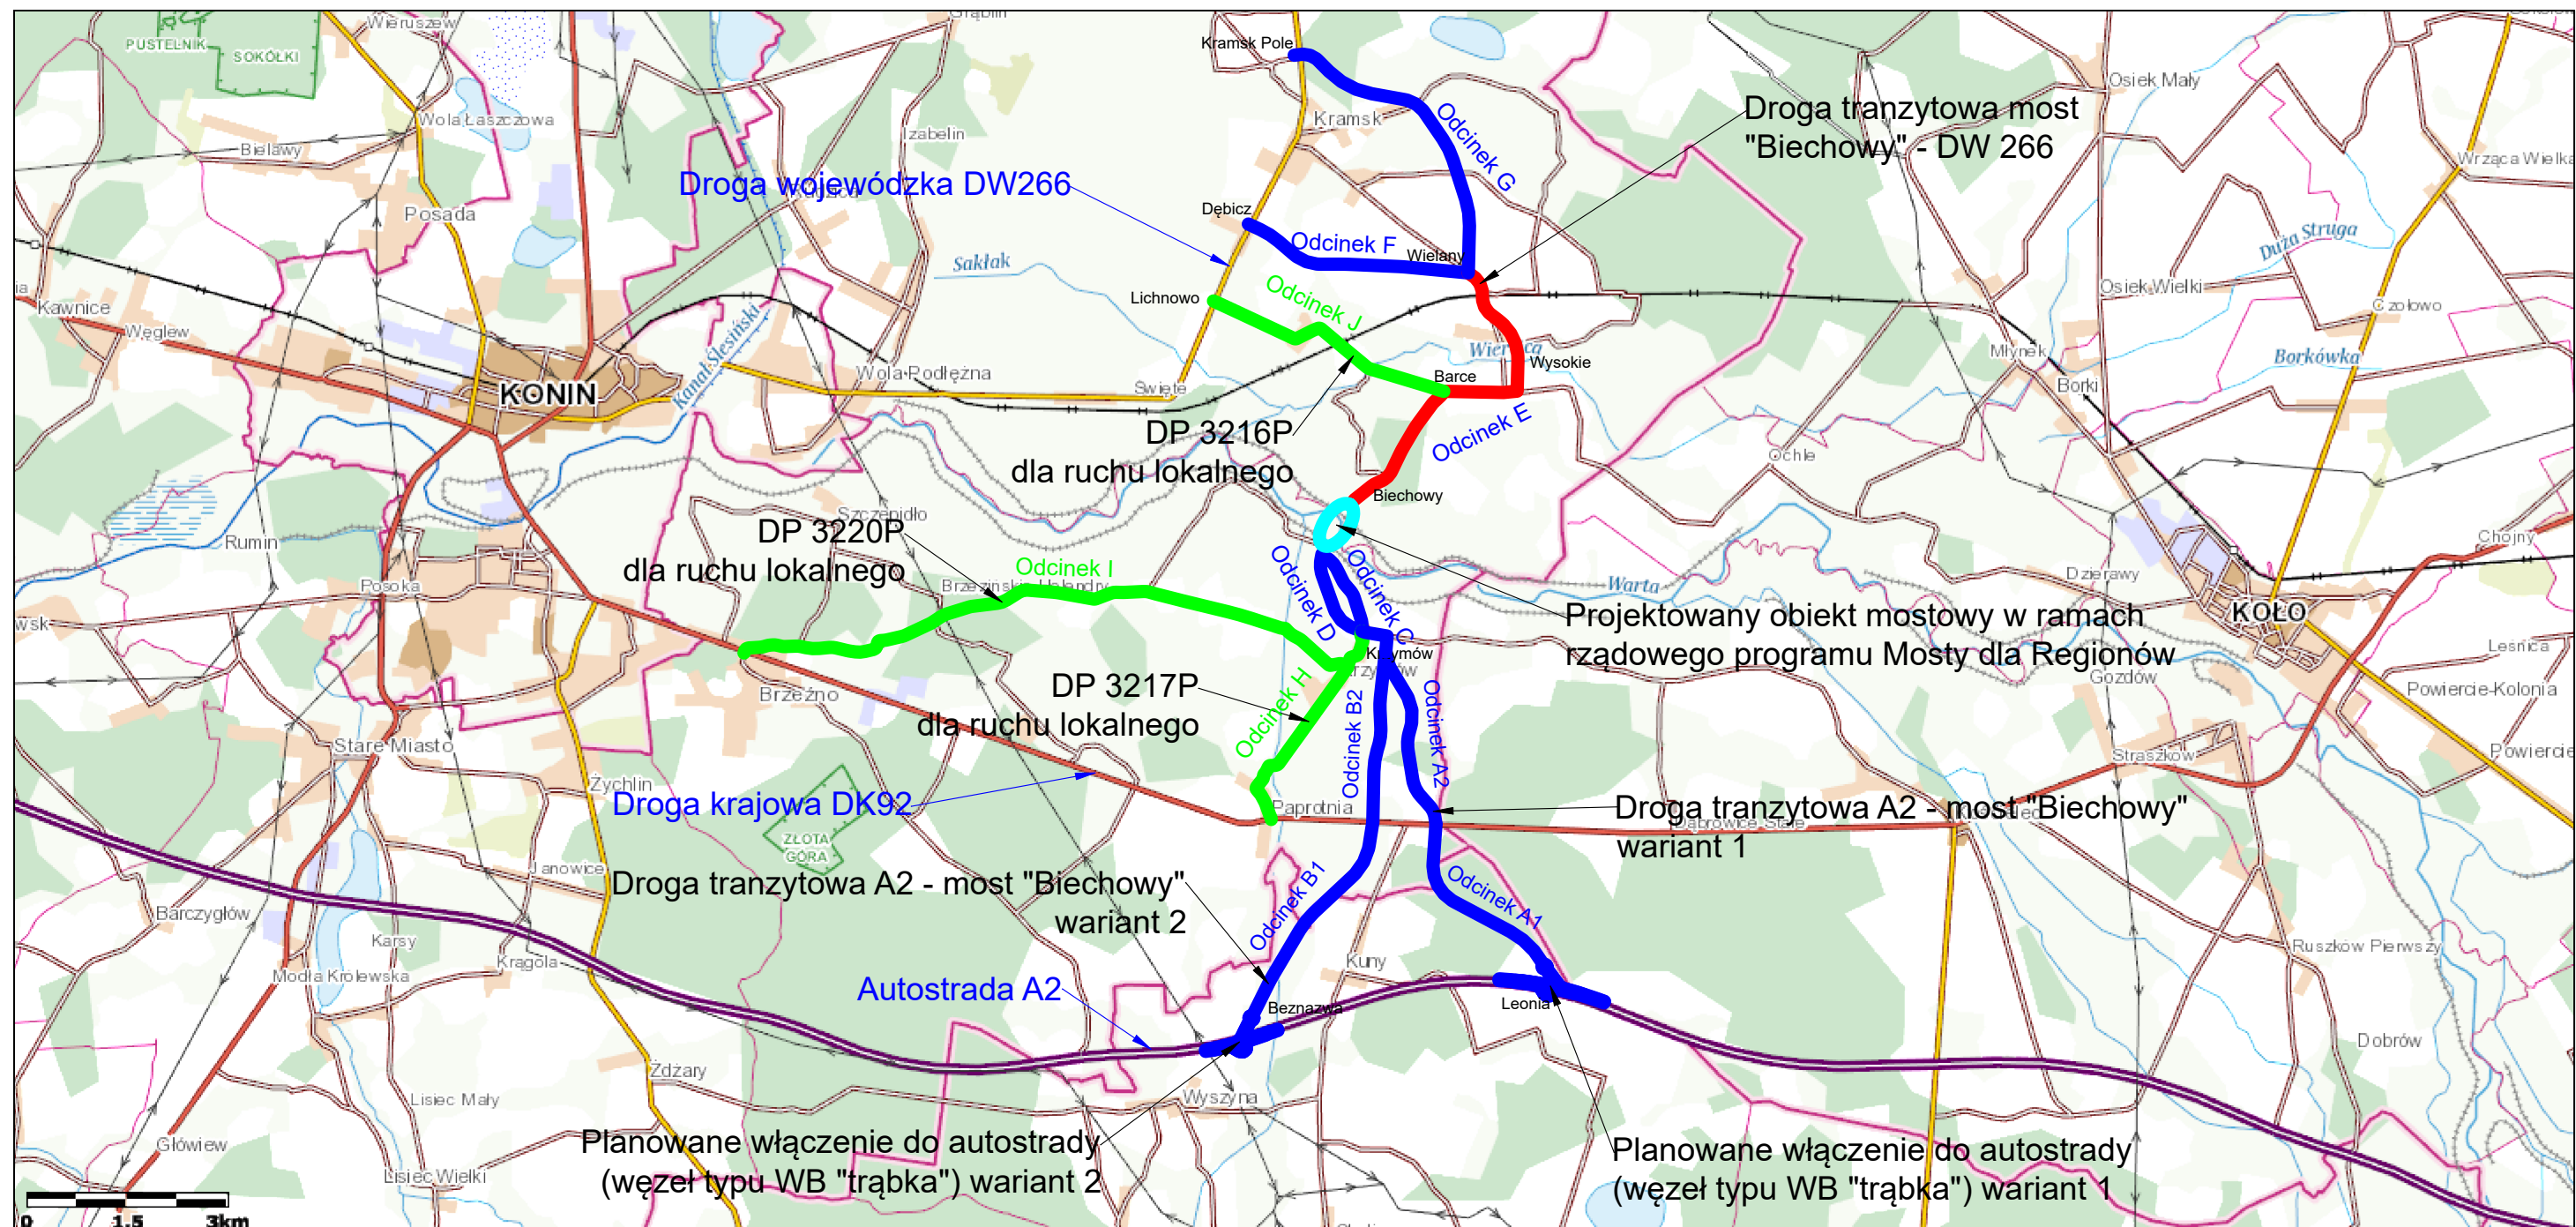 Wieruszew
Grąblin
PUSTELNIK
SOKÓŁKI
Kramsk Pole
Osiek Mały
Wola Łaszczowa
Izabelin
Kramsk
Odcinek G
Droga tranzytowa most
"Biechowy" - DW 266
Bielawy
Wrząca Wielka
Droga wojewódzka DW266
Posada
Dębicz
Odcinek F
Wielany
Duża Struga
Sakłak
Kawnice
Lichnowo
Odcinek J
Osiek Wielki
Czołowo
Węglew
Kanał Ślesiński
Wola Podłężna
Święte
Barce
Wysokie
Młynek
Borkówka
Borki
KONIN
Odcinek E
DP 3216P
dla ruchu lokalnego
Ochle
Biechowy
Szczepidło
DP 3220P
dla ruchu lokalnego
Rumin
Chojny
Posoka
Odcinek I
Odcinek D
Odcinek C
Warta
Dzierawy
KOŁO
Projektowany obiekt mostowy w ramach
rządowego programu Mosty dla Regionów
Krzymów
Leśnica
Gozdów
Powiercie-Kolonia
Brzeźno
DP 3217P
dla ruchu lokalnego
Odcinek H
Odcinek B2
Odcinek A2
Stare Miasto
Straszków
Powiercie
Żychlin
Droga krajowa DK92
Paprotnia
Droga tranzytowa A2 - most "Biechowy"
wariant 1
ZŁOTA
GÓRA
Janowice
Droga tranzytowa A2 - most "Biechowy"
wariant 2
Odcinek B1
Odcinek A1
Barczygłów
Karsy
Krągola
Modła Królewska
Kuny
Ruszków Pierwszy
Autostrada A2
Beznazwa
Leonia
Dobrów
Żdżary
Lisiec Mały
Wyszyna
Główiew
Planowane włączenie do autostrady
(węzeł typu WB "trąbka") wariant 2
Planowane włączenie do autostrady
(węzeł typu WB "trąbka") wariant 1
Lisiec Wielki
0 1.5 3km